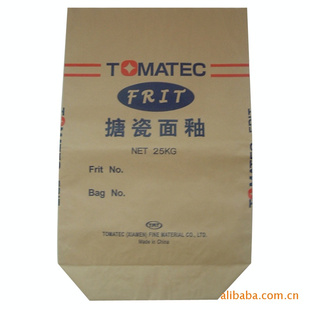 TOMATEC
FRIT
搪瓷面釉
NET 25KG
Frit No.
Bag No.
TOMATEC (XIAMEN) FINE MATERIAL CO., LTD.
Made in China
alibaba.com.cn